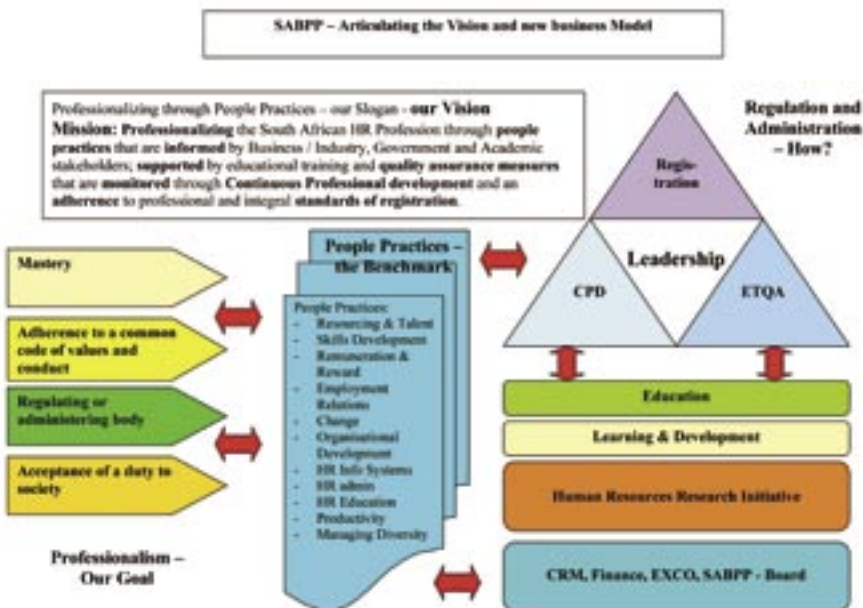 SABPP – Articulating the Vision and new business Model
Professionalizing through People Practices – our Slogan - our Vision
Mission: Professionalizing the South African HR Profession through people
practices that are informed by Business / Industry, Government and Academic
stakeholders; supported by educational training and quality assurance measures
that are monitored through Continuous Professional development and an
adherence to professional and integral standards of registration.
Regulation and
Administration
– How?
Regis-
tration
Leadership
CPD
ETQA
Mastery
Adherence to a common
code of values and
conduct
Regulating or
administering body
Acceptance of a duty to
society
Professionalism –
Our Goal
People Practices –
the Benchmark
People Practices:
- Resourcing & Talent
- Skills Development
- Remuneration &
Reward
- Employment
Relations
- Change
- Organisational
Development
- HR Info Systems
- HR admin
- HR Education
- Productivity
- Managing Diversity
Education
Learning & Development
Human Resources Research Initiative
CRM, Finance, EXCO, SABPP - Board